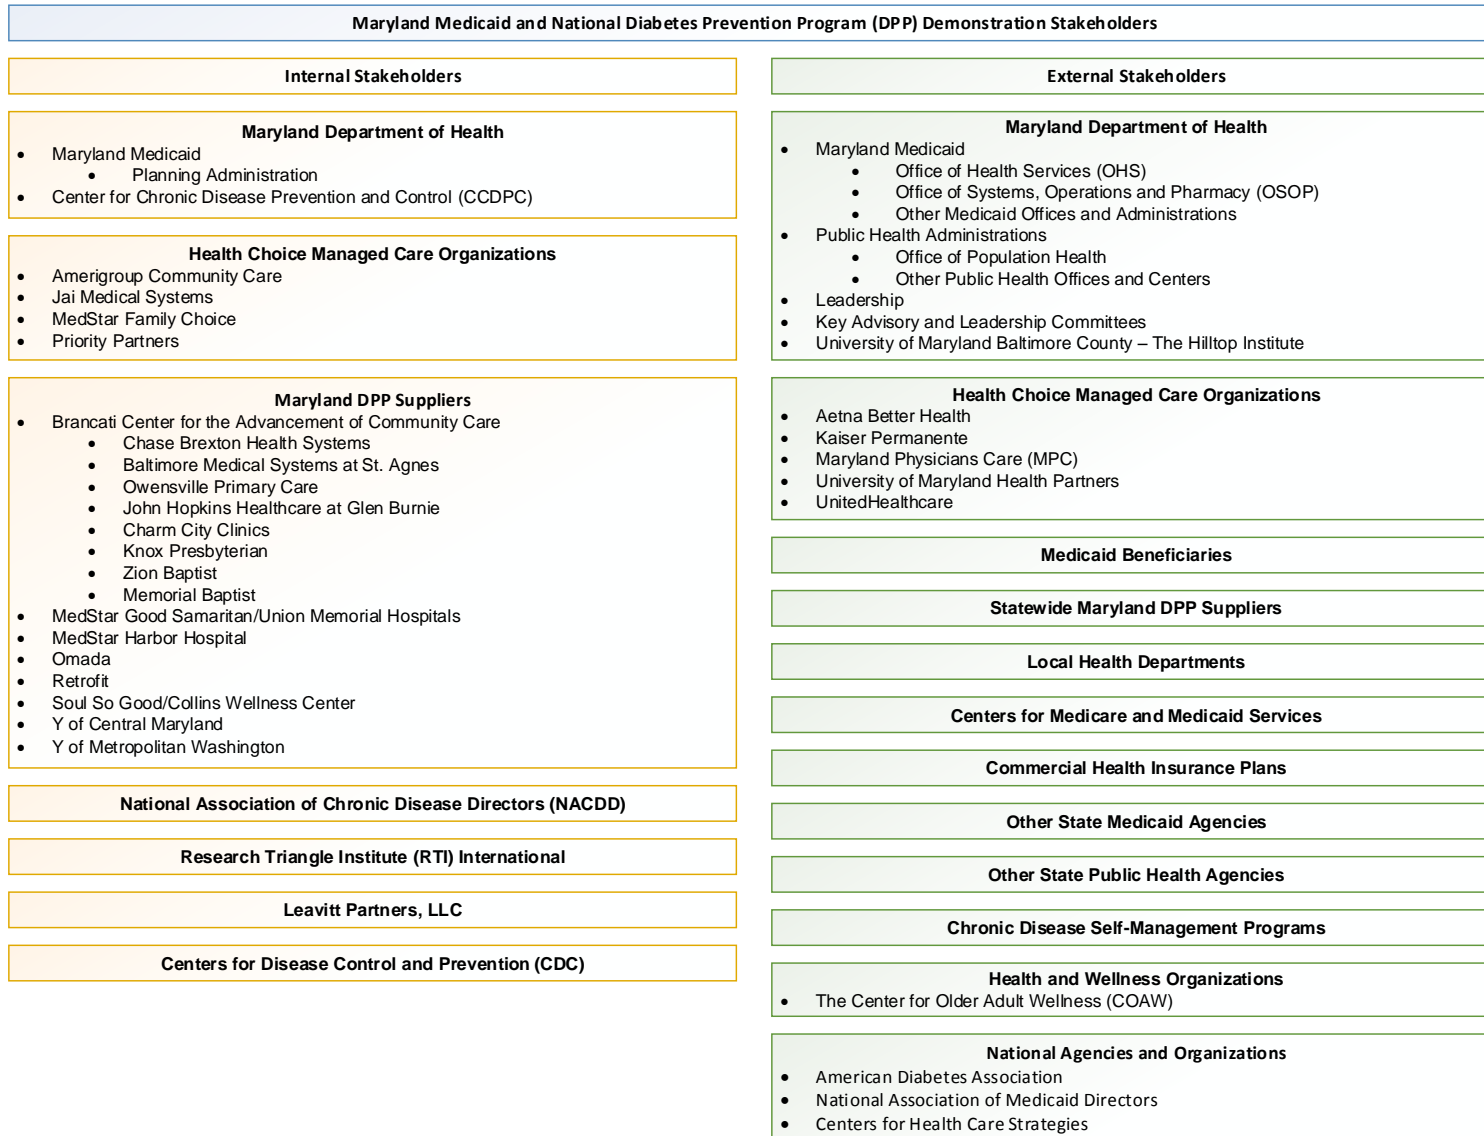 Maryland Medicaid and National Diabetes Prevention Program (DPP) Demonstration Stakeholders
Internal Stakeholders
Maryland Department of Health
• Maryland Medicaid
• Planning Administration
• Center for Chronic Disease Prevention and Control (CCDPC)
Health Choice Managed Care Organizations
• Amerigroup Community Care
• Jai Medical Systems
• MedStar Family Choice
• Priority Partners
Maryland DPP Suppliers
• Brancati Center for the Advancement of Community Care
• Chase Brexton Health Systems
• Baltimore Medical Systems at St. Agnes
• Owensville Primary Care
• John Hopkins Healthcare at Glen Burnie
• Charm City Clinics
• Knox Presbyterian
• Zion Baptist
• Memorial Baptist
• MedStar Good Samaritan/Union Memorial Hospitals
• MedStar Harbor Hospital
• Omada
• Retrofit
• Soul So Good/Collins Wellness Center
• Y of Central Maryland
• Y of Metropolitan Washington
National Association of Chronic Disease Directors (NACDD)
Research Triangle Institute (RTI) International
Leavitt Partners, LLC
Centers for Disease Control and Prevention (CDC)
External Stakeholders
Maryland Department of Health
• Maryland Medicaid
• Office of Health Services (OHS)
• Office of Systems, Operations and Pharmacy (OSOP)
• Other Medicaid Offices and Administrations
• Public Health Administrations
• Office of Population Health
• Other Public Health Offices and Centers
• Leadership
• Key Advisory and Leadership Committees
• University of Maryland Baltimore County – The Hilltop Institute
Health Choice Managed Care Organizations
• Aetna Better Health
• Kaiser Permanente
• Maryland Physicians Care (MPC)
• University of Maryland Health Partners
• UnitedHealthcare
Medicaid Beneficiaries
Statewide Maryland DPP Suppliers
Local Health Departments
Centers for Medicare and Medicaid Services
Commercial Health Insurance Plans
Other State Medicaid Agencies
Other State Public Health Agencies
Chronic Disease Self-Management Programs
Health and Wellness Organizations
• The Center for Older Adult Wellness (COAW)
National Agencies and Organizations
• American Diabetes Association
• National Association of Medicaid Directors
• Centers for Health Care Strategies